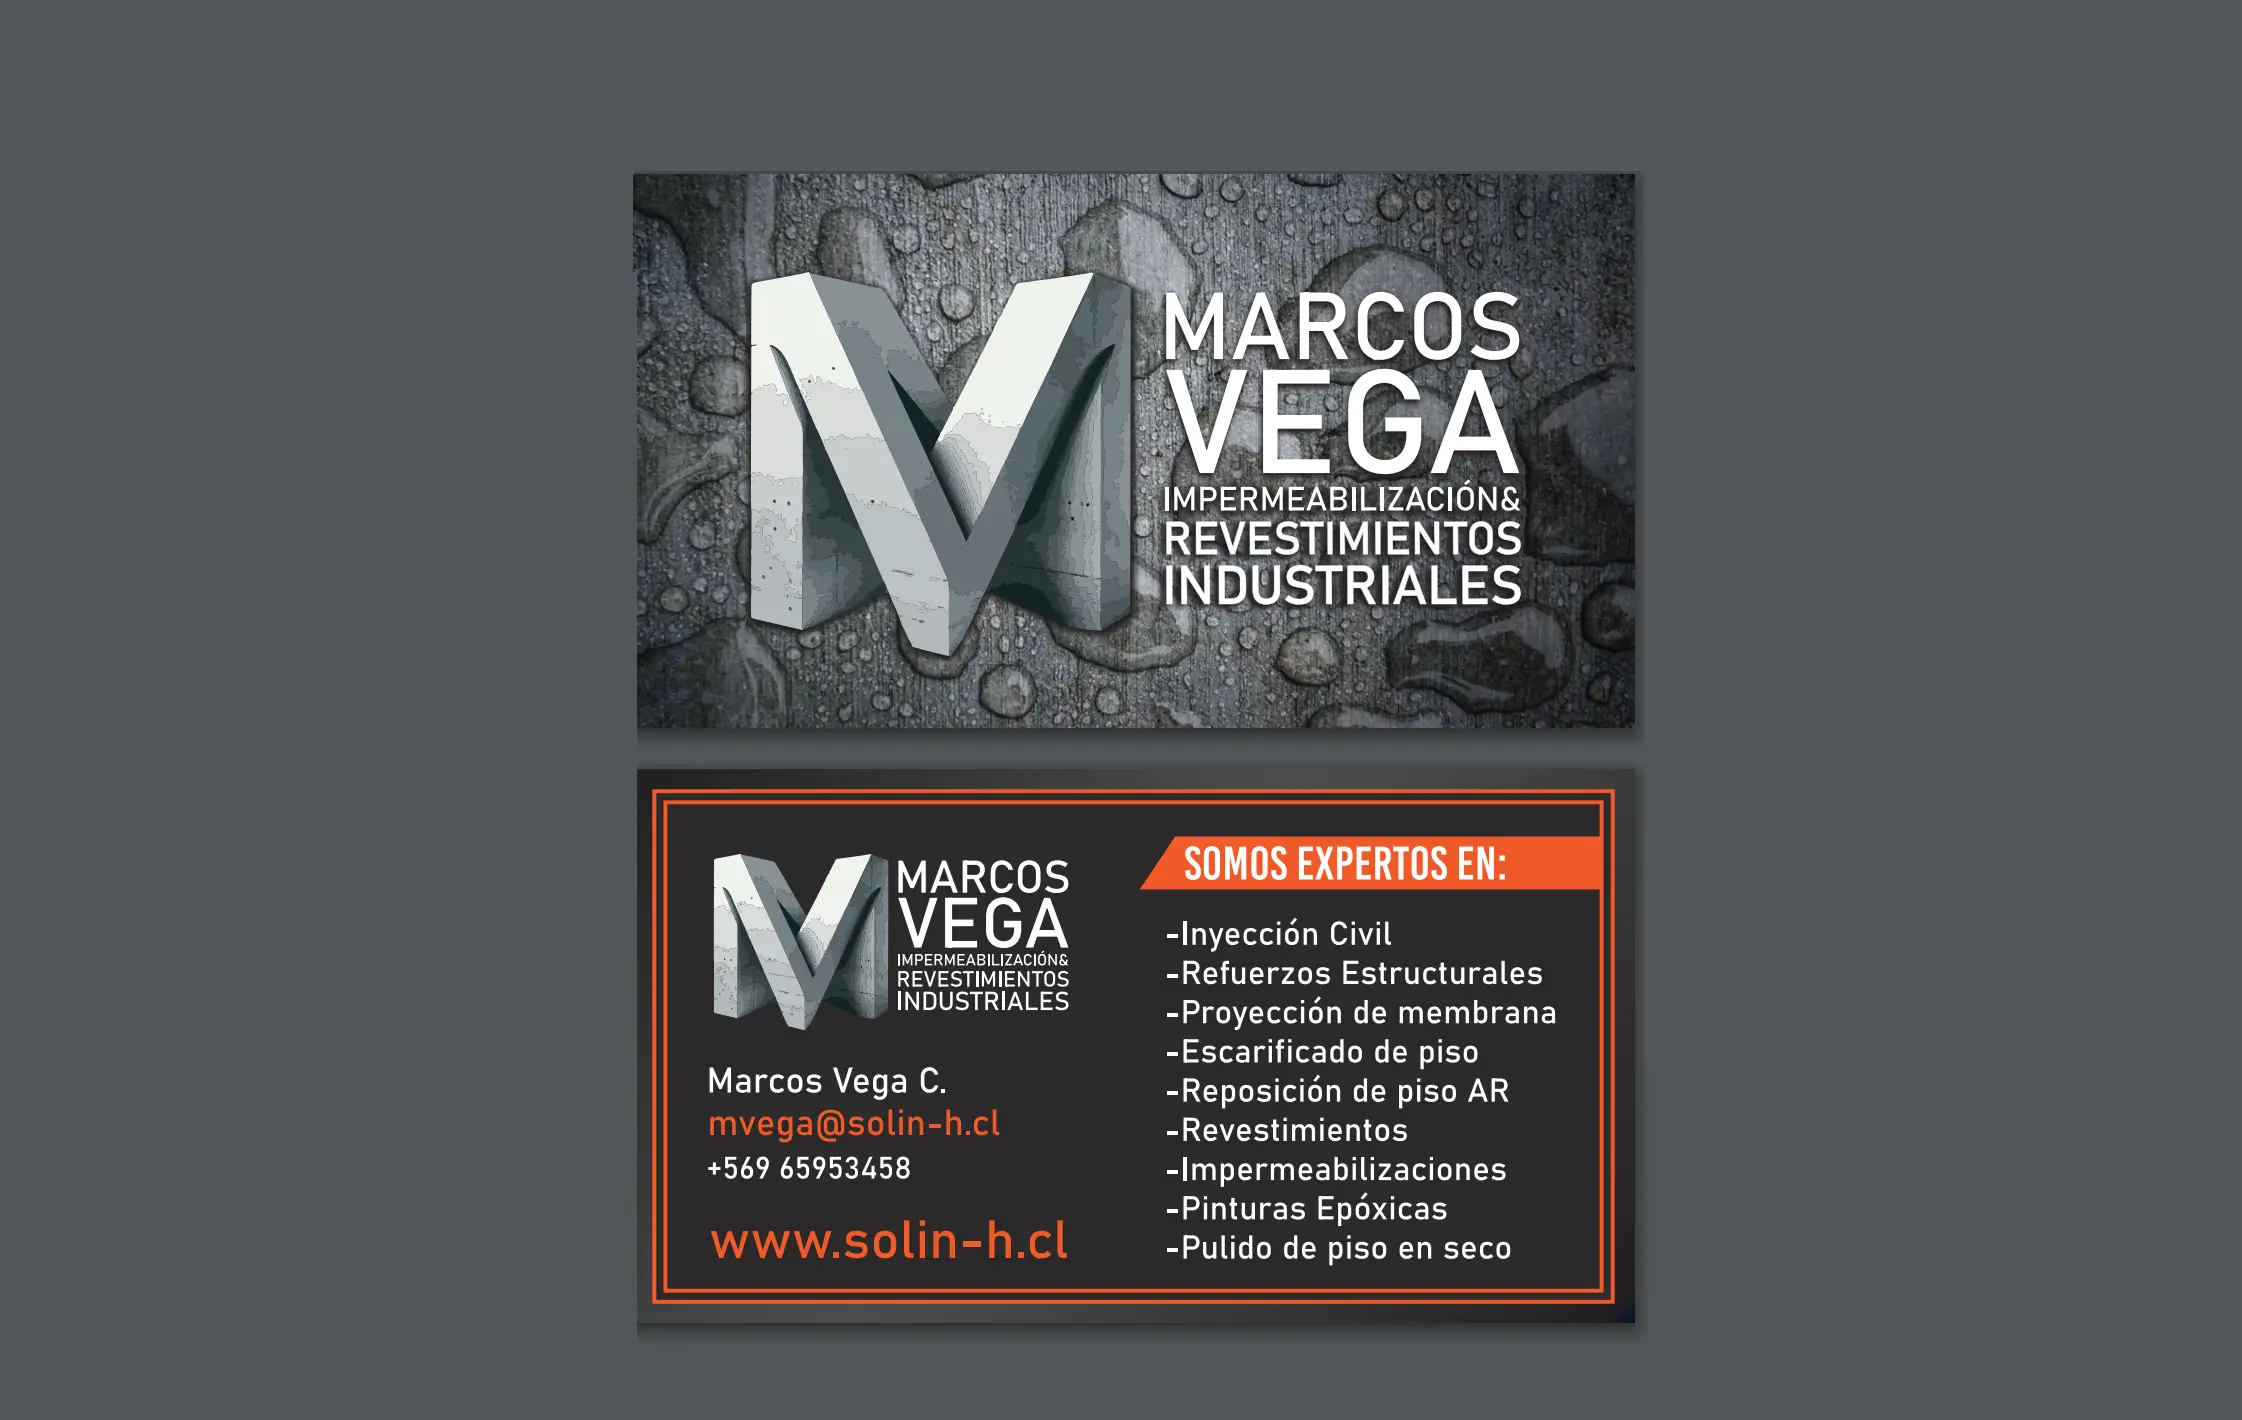 MARCOS
VEGA
IMPERMEABILIZACIÓN&
REVESTIMIENTOS
INDUSTRIALES
MARCOS
VEGA
IMPERMEABILIZACIÓN&
REVESTIMIENTOS
INDUSTRIALES
Marcos Vega C.
mvega@solin-h.cl
+569 65953458
www.solin-h.cl
SOMOS EXPERTOS EN:
-Inyección Civil
-Refuerzos Estructurales
-Proyección de membrana
-Escarificado de piso
-Reposición de piso AR
-Revestimientos
-Impermeabilizaciones
-Pinturas Epóxicas
-Pulido de piso en seco